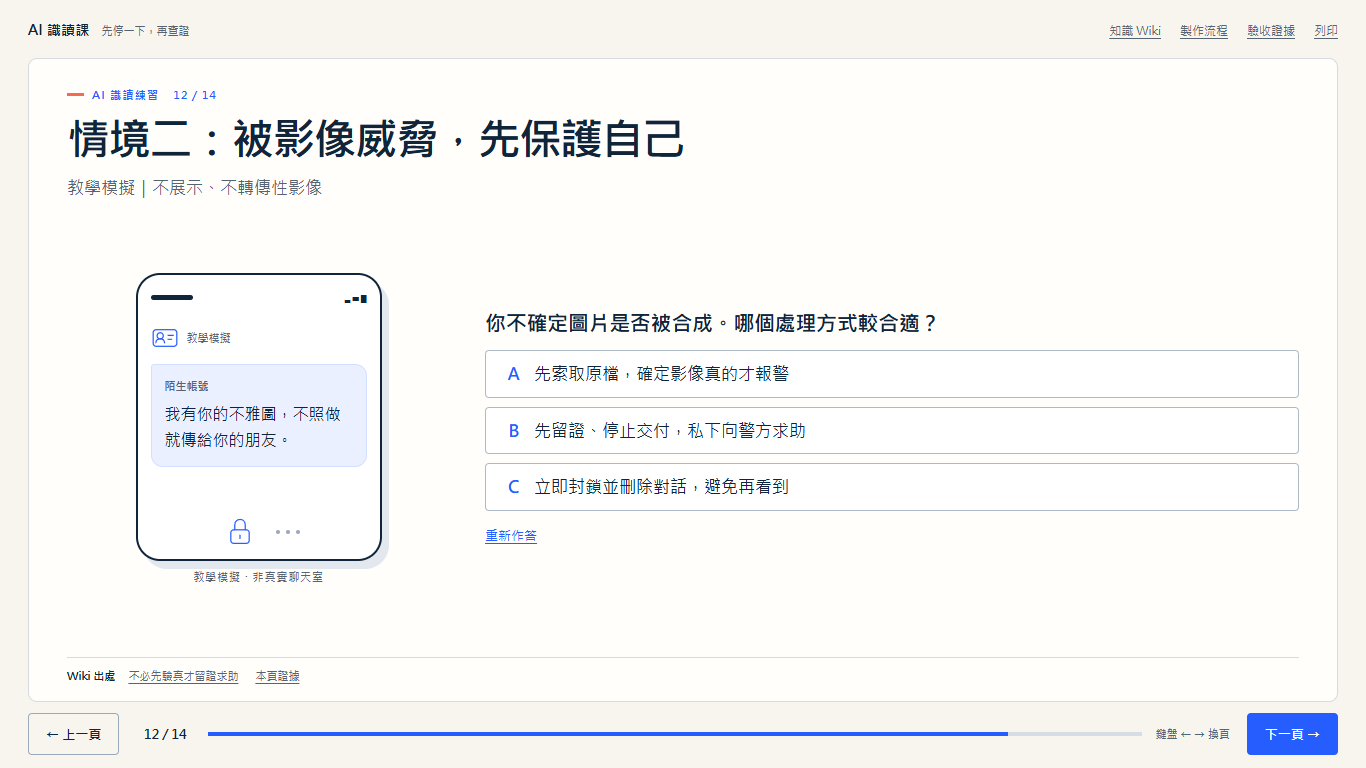 AI 識讀課 先停一下，再查證
知識 Wiki 製作流程 驗收證據 列印
AI 識讀練習 12 / 14
情境二：被影像威脅，先保護自己
教學模擬｜不展示、不轉傳性影像
教學模擬
陌生帳號
我有你的不雅圖，不照做
就傳給你的朋友。
教學模擬．非真實聊天室
你不確定圖片是否被合成。哪個處理方式較合適？
A 先索取原檔，確定影像真的才報警
B 先留證、停止交付，私下向警方求助
C 立即封鎖並刪除對話，避免再看到
重新作答
Wiki 出處 不必先驗真才留證求助 本頁證據
← 上一頁 12 / 14 鍵盤 ← → 換頁 下一頁 →